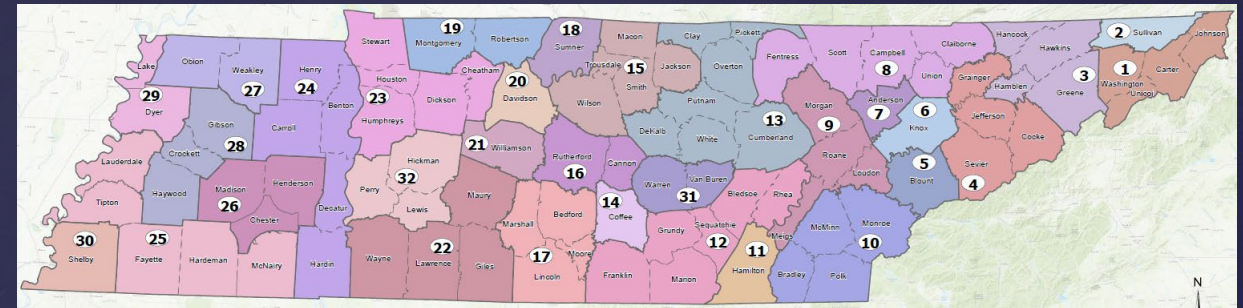 Stewart
19
Montgomery
Robertson
18
Sumner
Macon
Clay
Pickett
Fentress
Scott
Campbell
Claiborne
Hancock
Hawkins
2
Sullivan
Johnson
Lake
Obion
Weakley
27
Henry
24
Houston
Cheatham
Trousdale
15
Jackson
Overton
8
Union
Grainger
Hamblen
3
Greene
1
Washington
Carter
Unicoi
29
Dyer
Benton
23
Dickson
Humphreys
20
Davidson
Wilson
Smith
Putnam
Morgan
Anderson
7
6
Knox
Jefferson
Cocke
Gibson
28
Carroll
Crockett
21
Williamson
DeKalb
White
13
Cumberland
9
Roane
Loudon
5
Blount
Sevier
4
Lauderdale
Haywood
Madison
26
Henderson
Chester
Decatur
Hickman
32
Perry
Lewis
Maury
Rutherford
16
Cannon
Warren
31
Van Buren
Bledsoe
Rhea
Tipton
Marshall
Bedford
14
Coffee
Grundy
Sequatchie
12
Meigs
McMinn
Monroe
10
30
Shelby
25
Fayette
Hardeman
McNairy
Hardin
Wayne
22
Lawrence
Giles
17
Lincoln
Moore
Franklin
Marion
11
Hamilton
Bradley
Polk
N